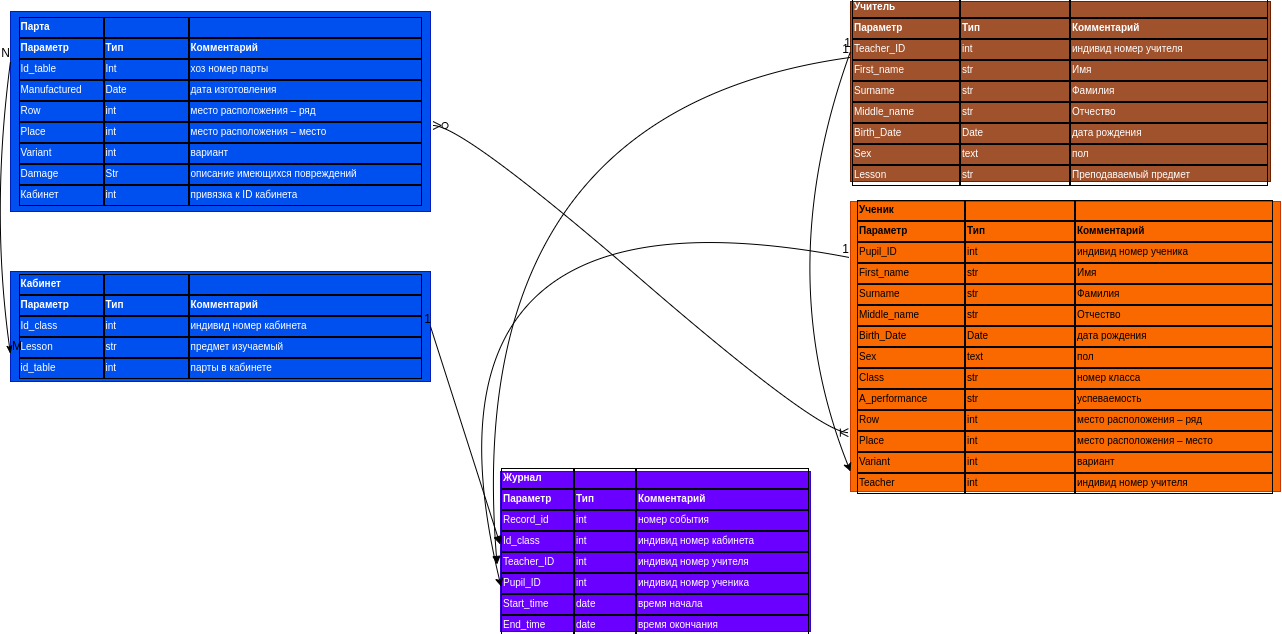 Парта
Параметр Тип Комментарий
Id_table Int хоз номер парты
Manufactured Date дата изготовления
Row int место расположения – ряд
Place int место расположения – место
Variant int вариант
Damage Str описание имеющихся повреждений
Кабинет int привязка к ID кабинета
N
Кабинет
Параметр Тип Комментарий
Id_class int индивид номер кабинета
Lesson str предмет изучаемый
id_table int парты в кабинете
M
1
Учитель
Параметр Тип Комментарий
Teacher_ID int индивид номер учителя
First_name str Имя
Surname str Фамилия
Middle_name str Отчество
Birth_Date Date дата рождения
Sex text пол
Lesson str Преподаваемый предмет
1
1
Ученик
Параметр Тип Комментарий
Pupil_ID int индивид номер ученика
First_name str Имя
Surname str Фамилия
Middle_name str Отчество
Birth_Date Date дата рождения
Sex text пол
Class str номер класса
A_performance str успеваемость
Row int место расположения – ряд
Place int место расположения – место
Variant int вариант
Teacher int индивид номер учителя
1
Журнал
Параметр Тип Комментарий
Record_id int номер события
Id_class int индивид номер кабинета
Teacher_ID int индивид номер учителя
Pupil_ID int индивид номер ученика
Start_time date время начала
End_time date время окончания